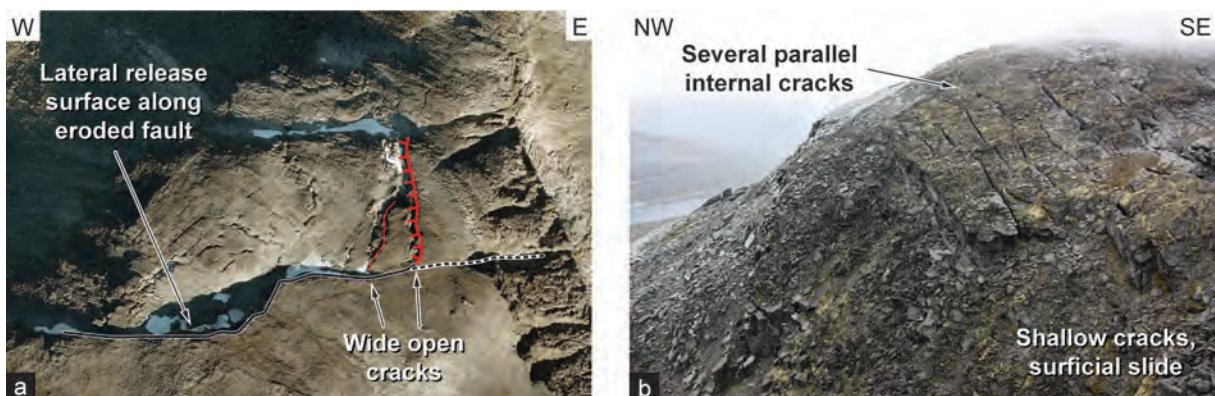 W
E
Lateral release
surface along
eroded fault
Wide open
cracks
a
NW
SE
Several parallel
internal cracks
Shallow cracks,
surficial slide
b